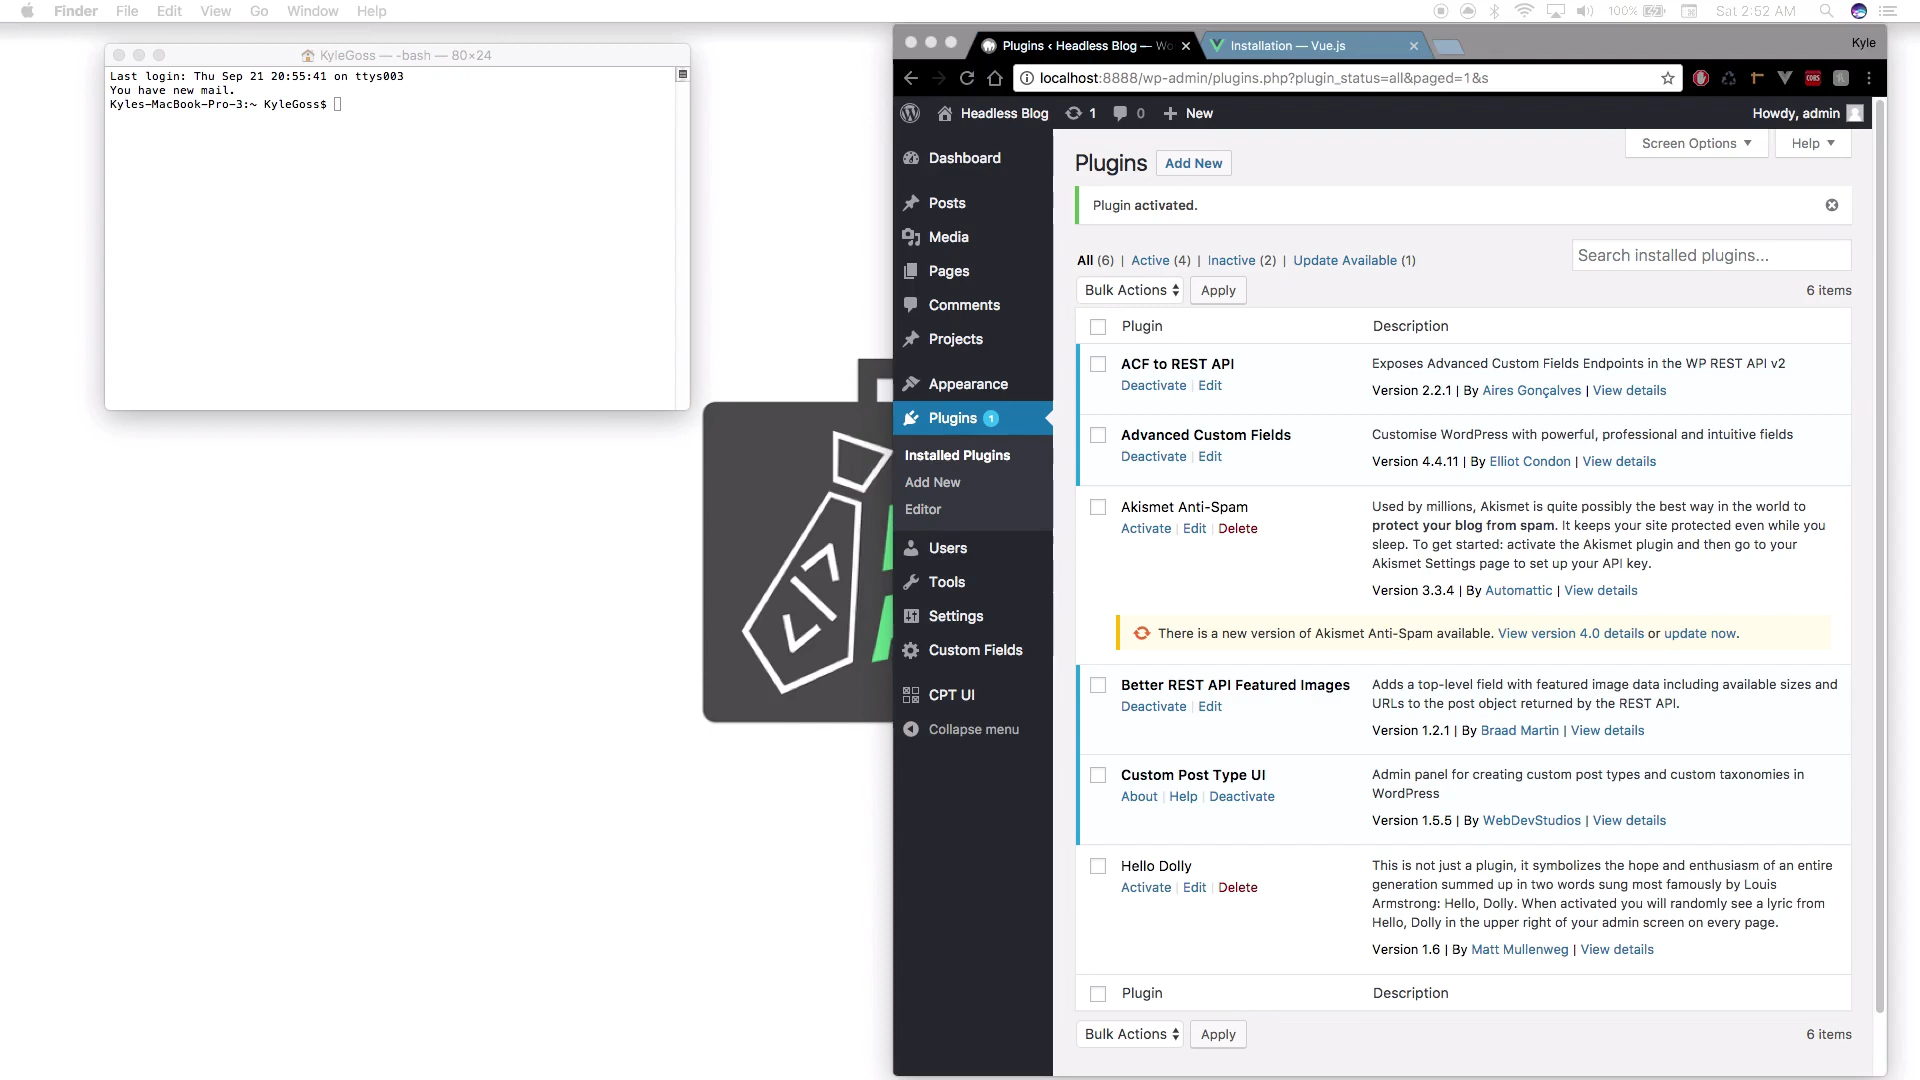 Finder File Edit View Go Window Help
100% Sat 2:52 AM
KyleGoss — -bash — 80×24
Last login: Thu Sep 21 20:55:41 on ttys003
You have new mail.
Kyles-MacBook-Pro-3:~ KyleGoss$
Plugins ‹ Headless Blog — Wo
Installation — Vue.js
Kyle
localhost:8888/wp-admin/plugins.php?plugin_status=all&paged=1&s
Headless Blog 1 0 New
Howdy, admin
Dashboard
Posts
Media
Pages
Comments
Projects
Appearance
Plugins 1
Installed Plugins
Add New
Editor
Users
Tools
Settings
Custom Fields
CPT UI
Collapse menu
Screen Options Help
Plugins Add New
Plugin activated.
All (6) | Active (4) | Inactive (2) | Update Available (1)
Search installed plugins...
Bulk Actions Apply
6 items
Plugin Description
ACF to REST API
Deactivate | Edit
Exposes Advanced Custom Fields Endpoints in the WP REST API v2
Version 2.2.1 | By Aires Gonçalves | View details
Advanced Custom Fields
Deactivate | Edit
Customise WordPress with powerful, professional and intuitive fields
Version 4.4.11 | By Elliot Condon | View details
Akismet Anti-Spam
Activate | Edit | Delete
Used by millions, Akismet is quite possibly the best way in the world to
protect your blog from spam. It keeps your site protected even while you
sleep. To get started: activate the Akismet plugin and then go to your
Akismet Settings page to set up your API key.
Version 3.3.4 | By Automattic | View details
There is a new version of Akismet Anti-Spam available. View version 4.0 details or update now.
Better REST API Featured Images
Deactivate | Edit
Adds a top-level field with featured image data including available sizes and
URLs to the post object returned by the REST API.
Version 1.2.1 | By Braad Martin | View details
Custom Post Type UI
About | Help | Deactivate
Admin panel for creating custom post types and custom taxonomies in
WordPress
Version 1.5.5 | By WebDevStudios | View details
Hello Dolly
Activate | Edit | Delete
This is not just a plugin, it symbolizes the hope and enthusiasm of an entire
generation summed up in two words sung most famously by Louis
Armstrong: Hello, Dolly. When activated you will randomly see a lyric from
Hello, Dolly in the upper right of your admin screen on every page.
Version 1.6 | By Matt Mullenweg | View details
Plugin Description
Bulk Actions Apply
6 items